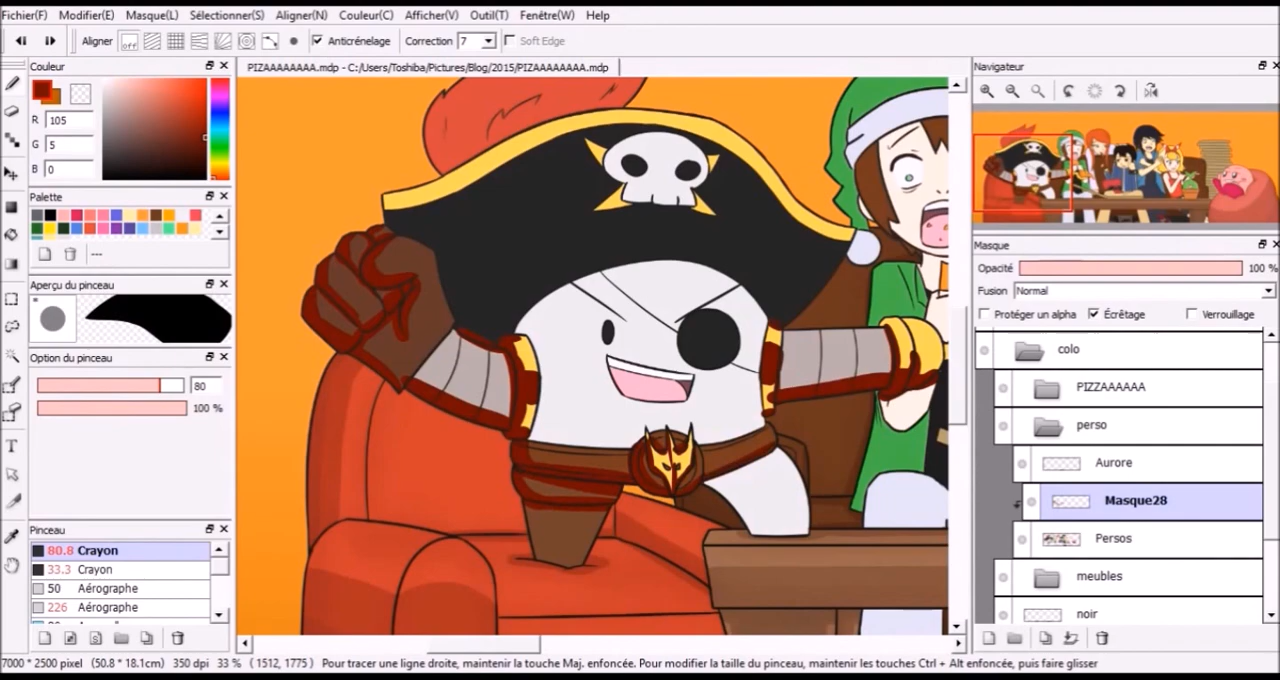 Fichier(F) Modifier(E) Masque(L) Sélectionner(S) Aligner(N) Couleur(C) Afficher(V) Outil(T) Fenêtre(W) Help
Aligner off Anticrénelage Correction 7 Soft Edge
Couleur
R 105
G 5
B 0
Palette
---
Aperçu du pinceau
Option du pinceau
80
100 %
Pinceau
80.8 Crayon
33.3 Crayon
50 Aérographe
226 Aérographe
PIZAAAAAAAA.mdp - C:/Users/Toshiba/Pictures/Blog/2015/PIZAAAAAAAA.mdp
Navigateur
Masque
Opacité 100 %
Fusion Normal
Protéger un alpha Écrêtage Verrouillage
colo
PIZZAAAAAA
perso
Aurore
Masque28
Persos
meubles
noir
7000 * 2500 pixel (50.8 * 18.1cm) 350 dpi 33 % (1512, 1775) Pour tracer une ligne droite, maintenir la touche Maj. enfoncée. Pour modifier la taille du pinceau, maintenir les touches Ctrl + Alt enfoncée, puis faire glisser